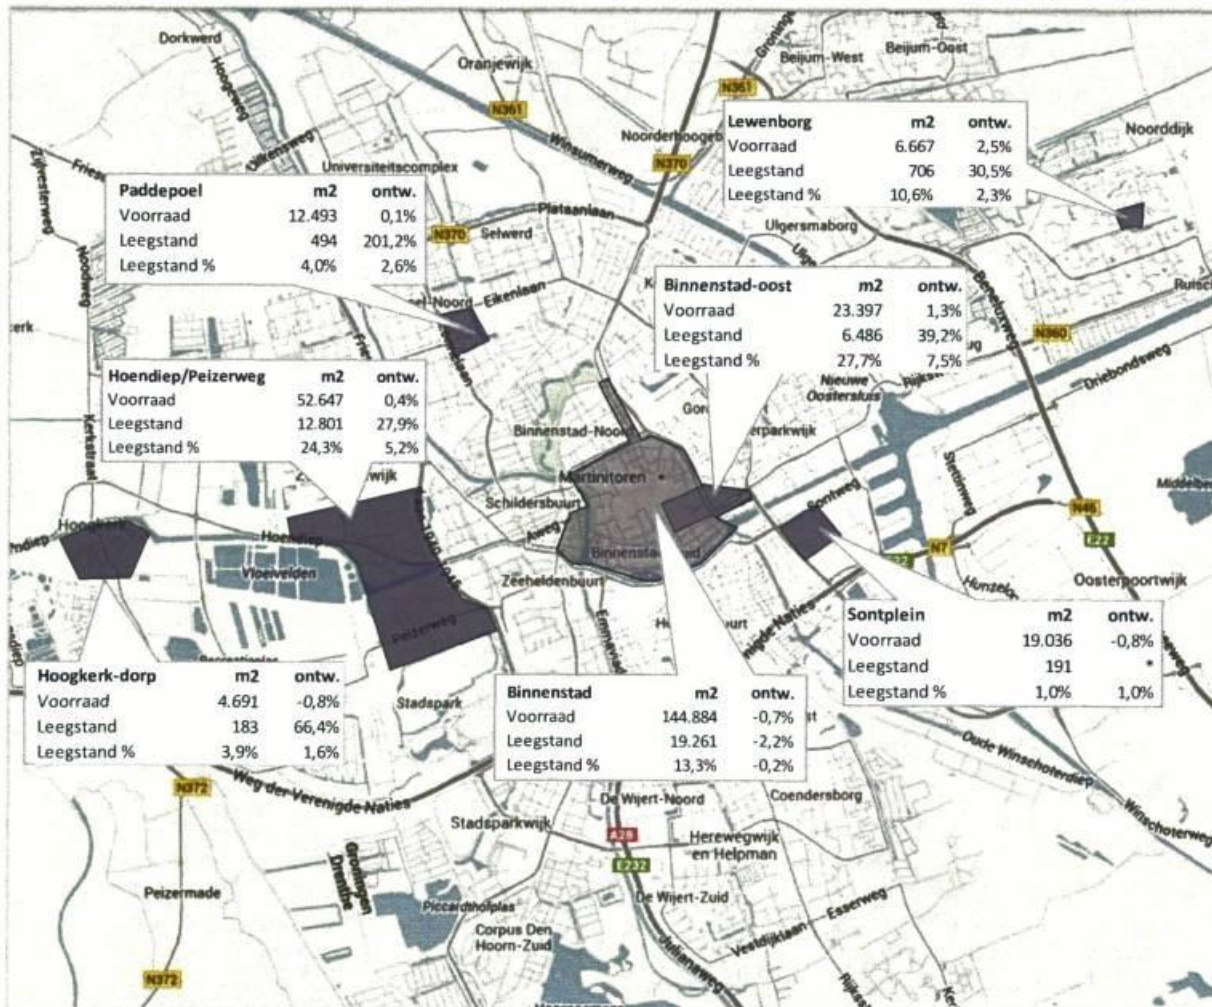 Dorkwerd
Hoogeweg
Oranjewijk
Beijum-West
Beijum-Oost
N361
N361
Zijlvesterweg
Dilkensweg
Winsumerweg
Universiteitscomplex
N370
Noorddijk
Lewenborg m2 ontw.
Voorraad 6.667 2,5%
Leegstand 706 30,5%
Leegstand % 10,6% 2,3%
Paddepoel m2 ontw.
Voorraad 12.493 0,1%
Leegstand 494 201,2%
Leegstand % 4,0% 2,6%
Plataanlaan
N370
Selwerd
Ulgersmaborg
Noodweg
Eikenlaan
Beneluxweg
Binnenstad-oost m2 ontw.
Voorraad 23.397 1,3%
Leegstand 6.486 39,2%
Leegstand % 27,7% 7,5%
N360
Driebondsweg
Hoendiep/Peizerweg m2 ontw.
Voorraad 52.647 0,4%
Leegstand 12.801 27,9%
Leegstand % 24,3% 5,2%
Nieuwe
Oostersluis
Kerkstraat
Binnenstad-Noord
Martinitoren
Schildersbuurt
Sontweg
Stettinweg
N46
E22
Hoogkerk
Hoendiep
Aweg
Vloeivelden
Zeeheldenbuurt
N7
Oosterpoortwijk
Peizerweg
Sontplein m2 ontw.
Voorraad 19.036 -0,8%
Leegstand 191 *
Leegstand % 1,0% 1,0%
Hoogkerk-dorp m2 ontw.
Voorraad 4.691 -0,8%
Leegstand 183 66,4%
Leegstand % 3,9% 1,6%
Stadspark
Binnenstad m2 ontw.
Voorraad 144.884 -0,7%
Leegstand 19.261 -2,2%
Leegstand % 13,3% -0,2%
Oude Winschoterdiep
N372
Weg der Verenigde Naties
De Wijert-Noord
Coendersborg
Winschoterweg
Stadsparkwijk
A28
Herewegwijk
en Helpman
E232
Groningen
Drenthe
Peizermade
Piccardthofplas
De Wijert-Zuid
Esserweg
Vestdijklaan
Corpus Den
Hoorn-Zuid
Julianaweg
N372